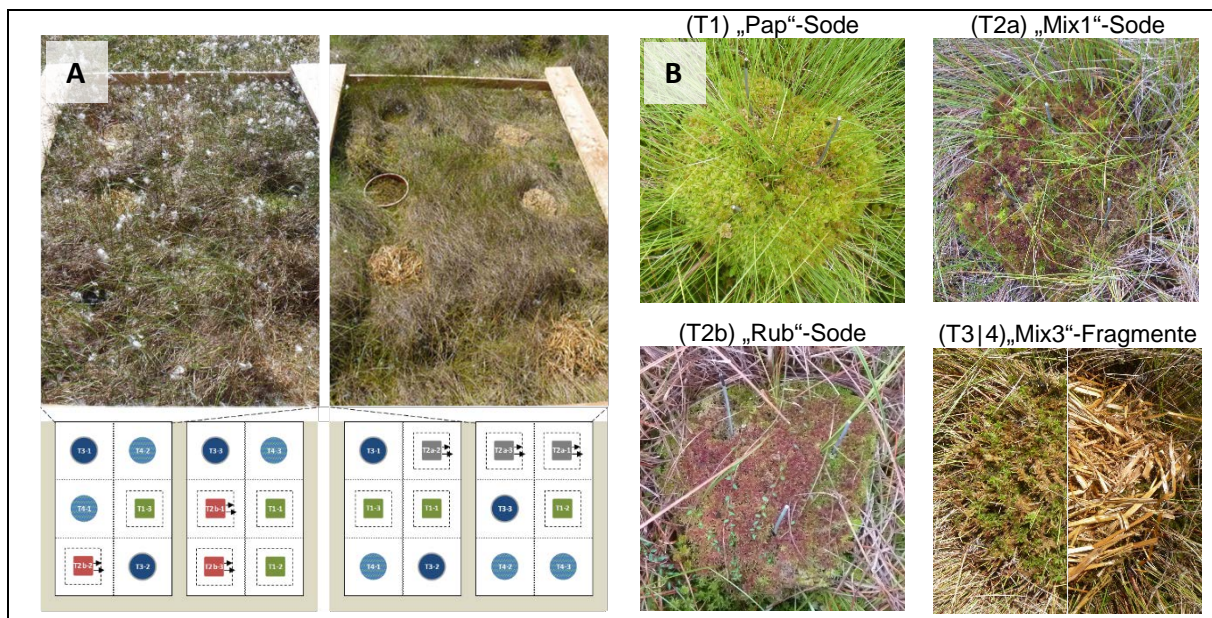 A
B
(T1) „Pap“-Sode
(T2a) „Mix1“-Sode
(T2b) „Rub“-Sode
(T3|4)„Mix3“-Fragmente
T3-1 T4-2 T3-3 T4-3
T4-1 T1-3 T2b-1 T1-1
T2b-2 T3-2 T2b-3 T1-2
T3-1 T2a-2 T2a-3 T2a-1
T1-3 T1-1 T3-3 T1-2
T4-1 T3-2 T4-2 T4-3